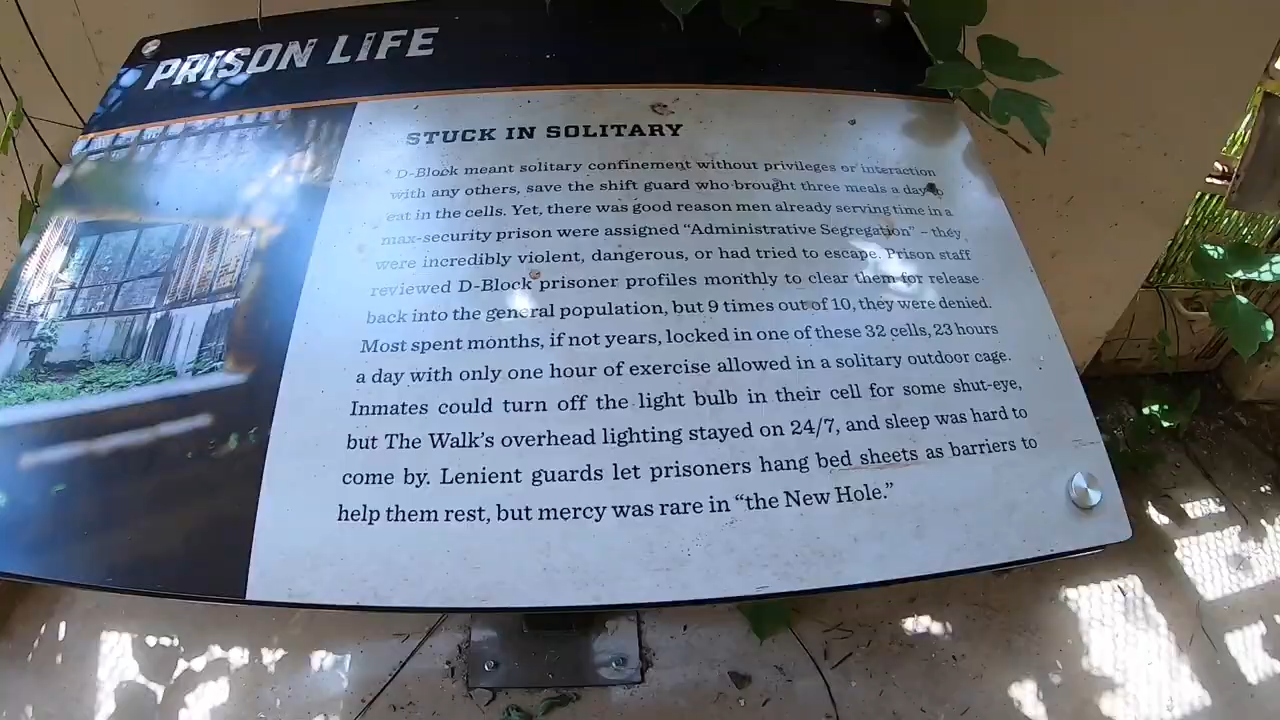 PRISON LIFE
STUCK IN SOLITARY
D-Block meant solitary confinement without privileges or interaction
with any others, save the shift guard who brought three meals a day to
eat in the cells. Yet, there was good reason men already serving time in a
max-security prison were assigned “Administrative Segregation” – they
were incredibly violent, dangerous, or had tried to escape. Prison staff
reviewed D-Block prisoner profiles monthly to clear them for release
back into the general population, but 9 times out of 10, they were denied.
Most spent months, if not years, locked in one of these 32 cells, 23 hours
a day with only one hour of exercise allowed in a solitary outdoor cage.
Inmates could turn off the light bulb in their cell for some shut-eye,
but The Walk’s overhead lighting stayed on 24/7, and sleep was hard to
come by. Lenient guards let prisoners hang bed sheets as barriers to
help them rest, but mercy was rare in “the New Hole.”